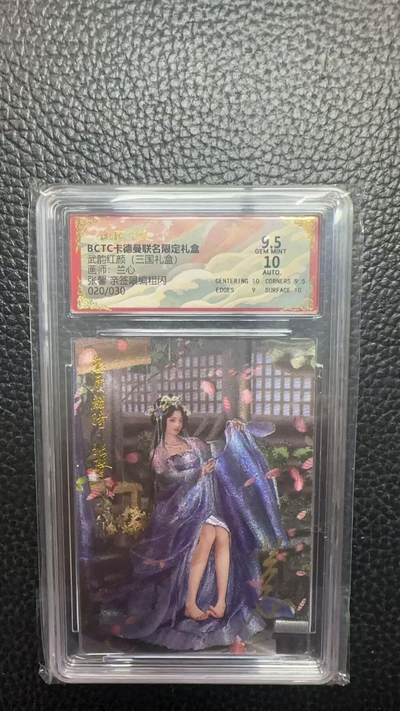 BCTC卡德曼联名限定礼盒
武韵红颜（三国礼盒）
画师：兰心
张馨 亲签限编粗闪
020/030
9.5
GEM MINT
10
AUTO.
CENTERING 10 CORNERS 9.5
EDGES 9 SURFACE 10